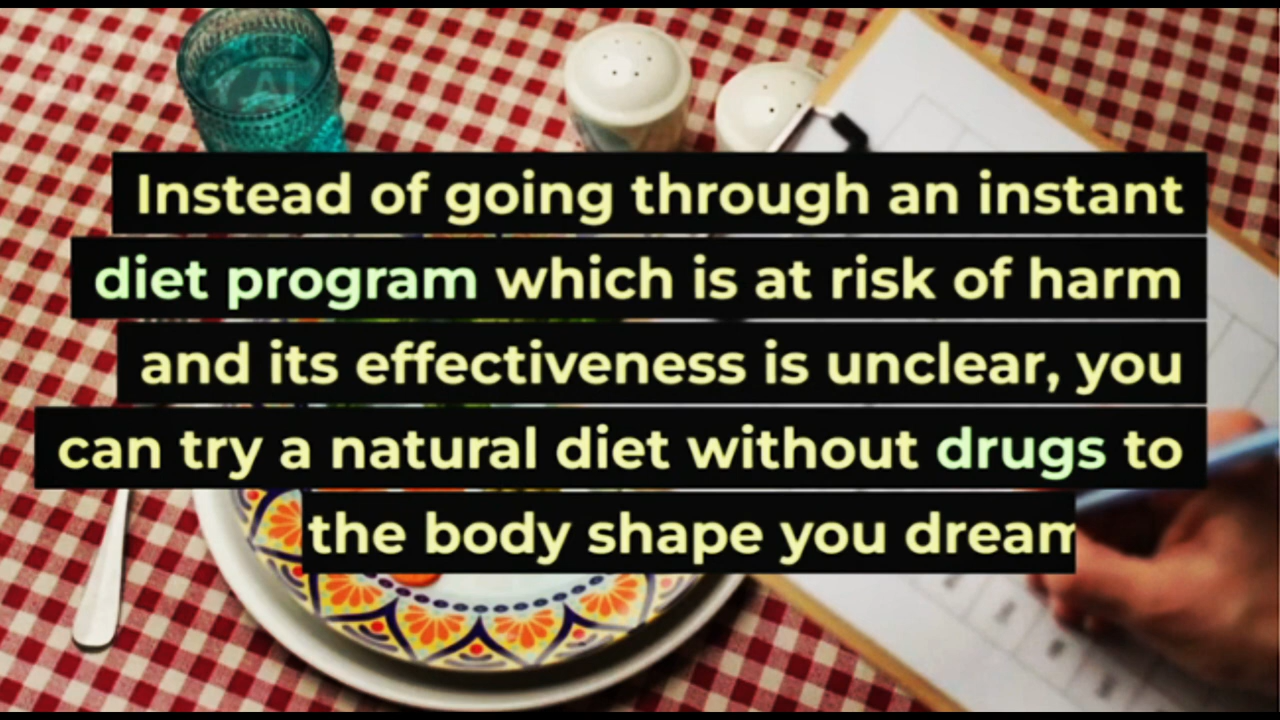 Instead of going through an instant
diet program which is at risk of harm
and its effectiveness is unclear, you
can try a natural diet without drugs to
the body shape you dream